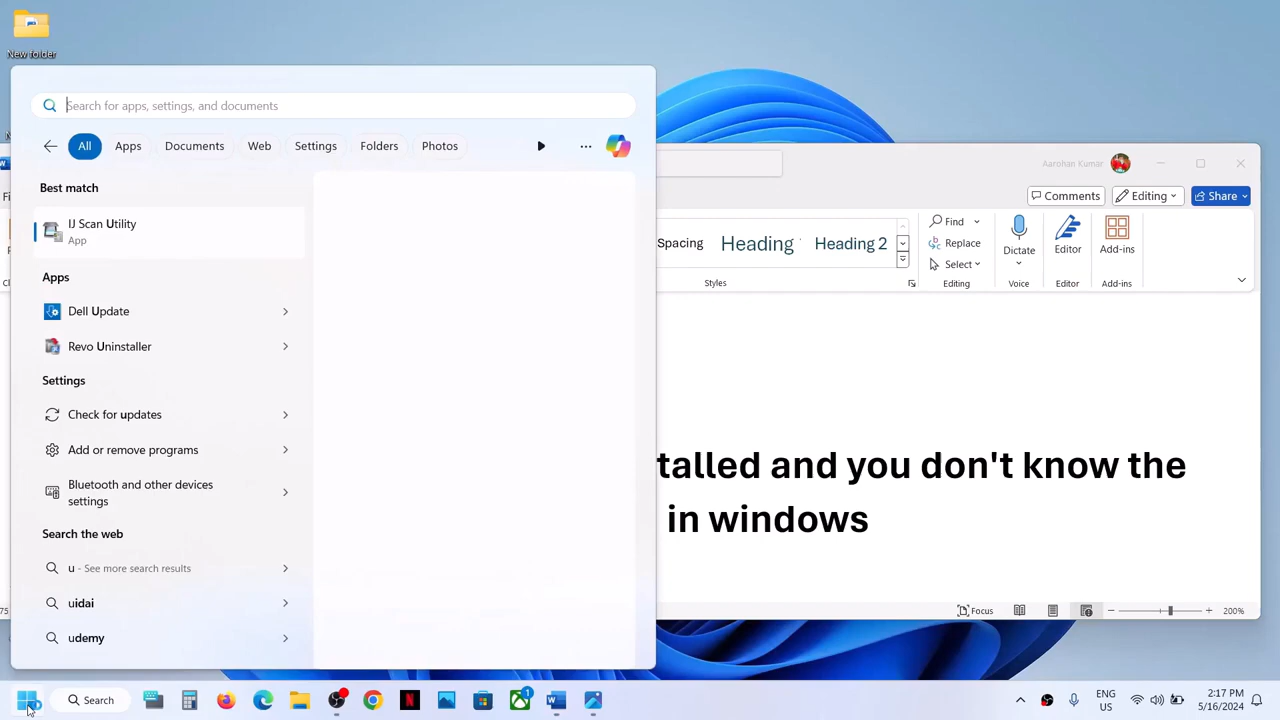 New folder
Search for apps, settings, and documents
All
Apps
Documents
Web
Settings
Folders
Photos
Best match
IJ Scan Utility
App
Apps
Dell Update
Revo Uninstaller
Settings
Check for updates
Add or remove programs
Bluetooth and other devices
settings
Search the web
u - See more search results
uidai
udemy
Aarohan Kumar
Comments
Editing
Share
Spacing
Heading
Heading 2
Styles
Find
Replace
Select
Editing
Dictate
Voice
Editor
Editor
Add-ins
Add-ins
talled and you don't know the
in windows
Focus
200%
Search
1
ENG
US
2:17 PM
5/16/2024